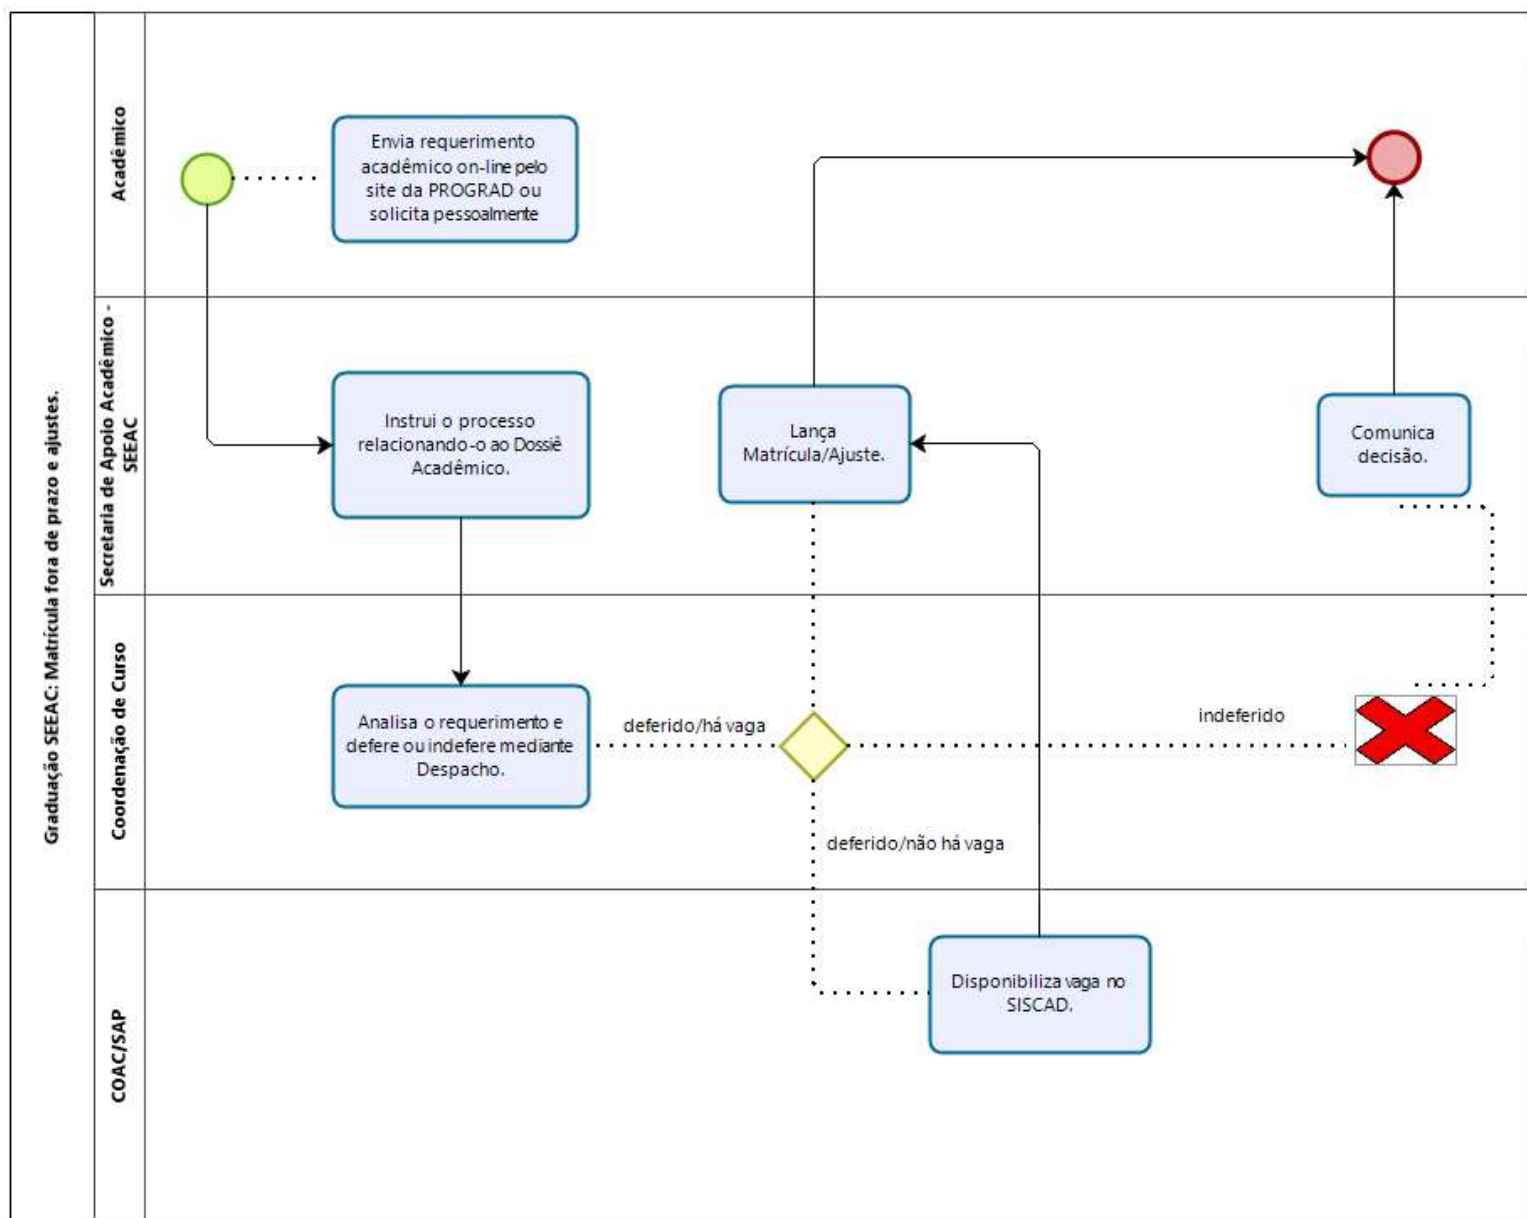 Graduação SEEAC: Matrícula fora de prazo e ajustes.
Acadêmico
Envia requerimento
acadêmico on-line pelo
site da PROGRAD ou
solicita pessoalmente
Secretaria de Apoio Acadêmico -
SEEAC
Instrui o processo
relacionando-o ao Dossiê
Acadêmico.
Lança
Matrícula/Ajuste.
Comunica
decisão.
Coordenação de Curso
Analisa o requerimento e
defere ou indefere mediante
Despacho.
deferido/há vaga
indeferido
deferido/não há vaga
COAC/SAP
Disponibiliza vaga no
SISCAD.